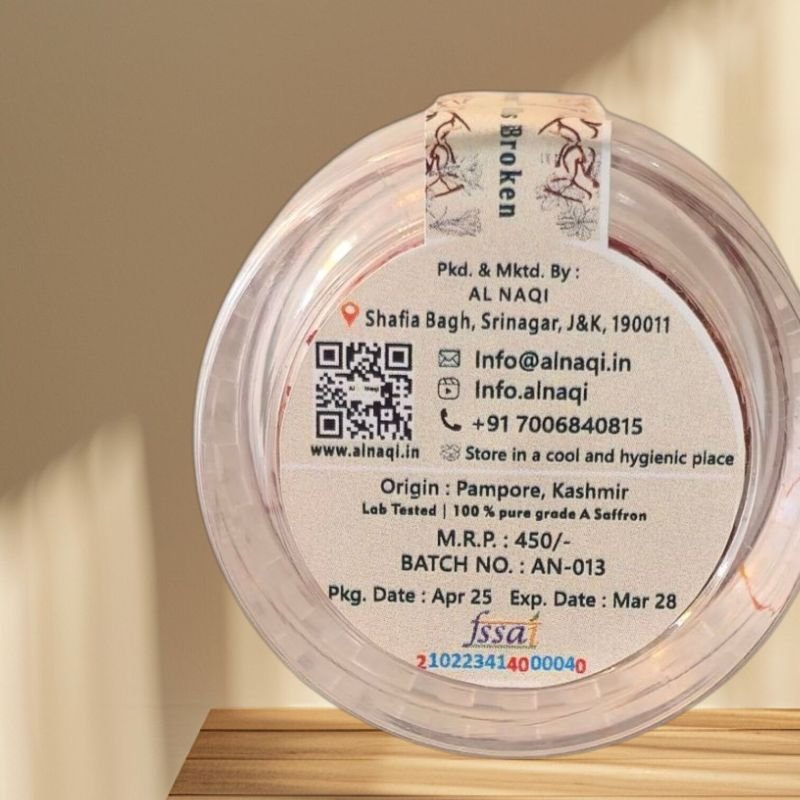 is Broken
Pkd. & Mktd. By :
AL NAQI
Shafia Bagh, Srinagar, J&K, 190011
Info@alnaqi.in
Info.alnaqi
+91 7006840815
www.alnaqi.in
Store in a cool and hygienic place
Origin : Pampore, Kashmir
Lab Tested | 100 % pure grade A Saffron
M.R.P. : 450/-
BATCH NO. : AN-013
Pkg. Date : Apr 25 Exp. Date : Mar 28
fssai
21022341400040